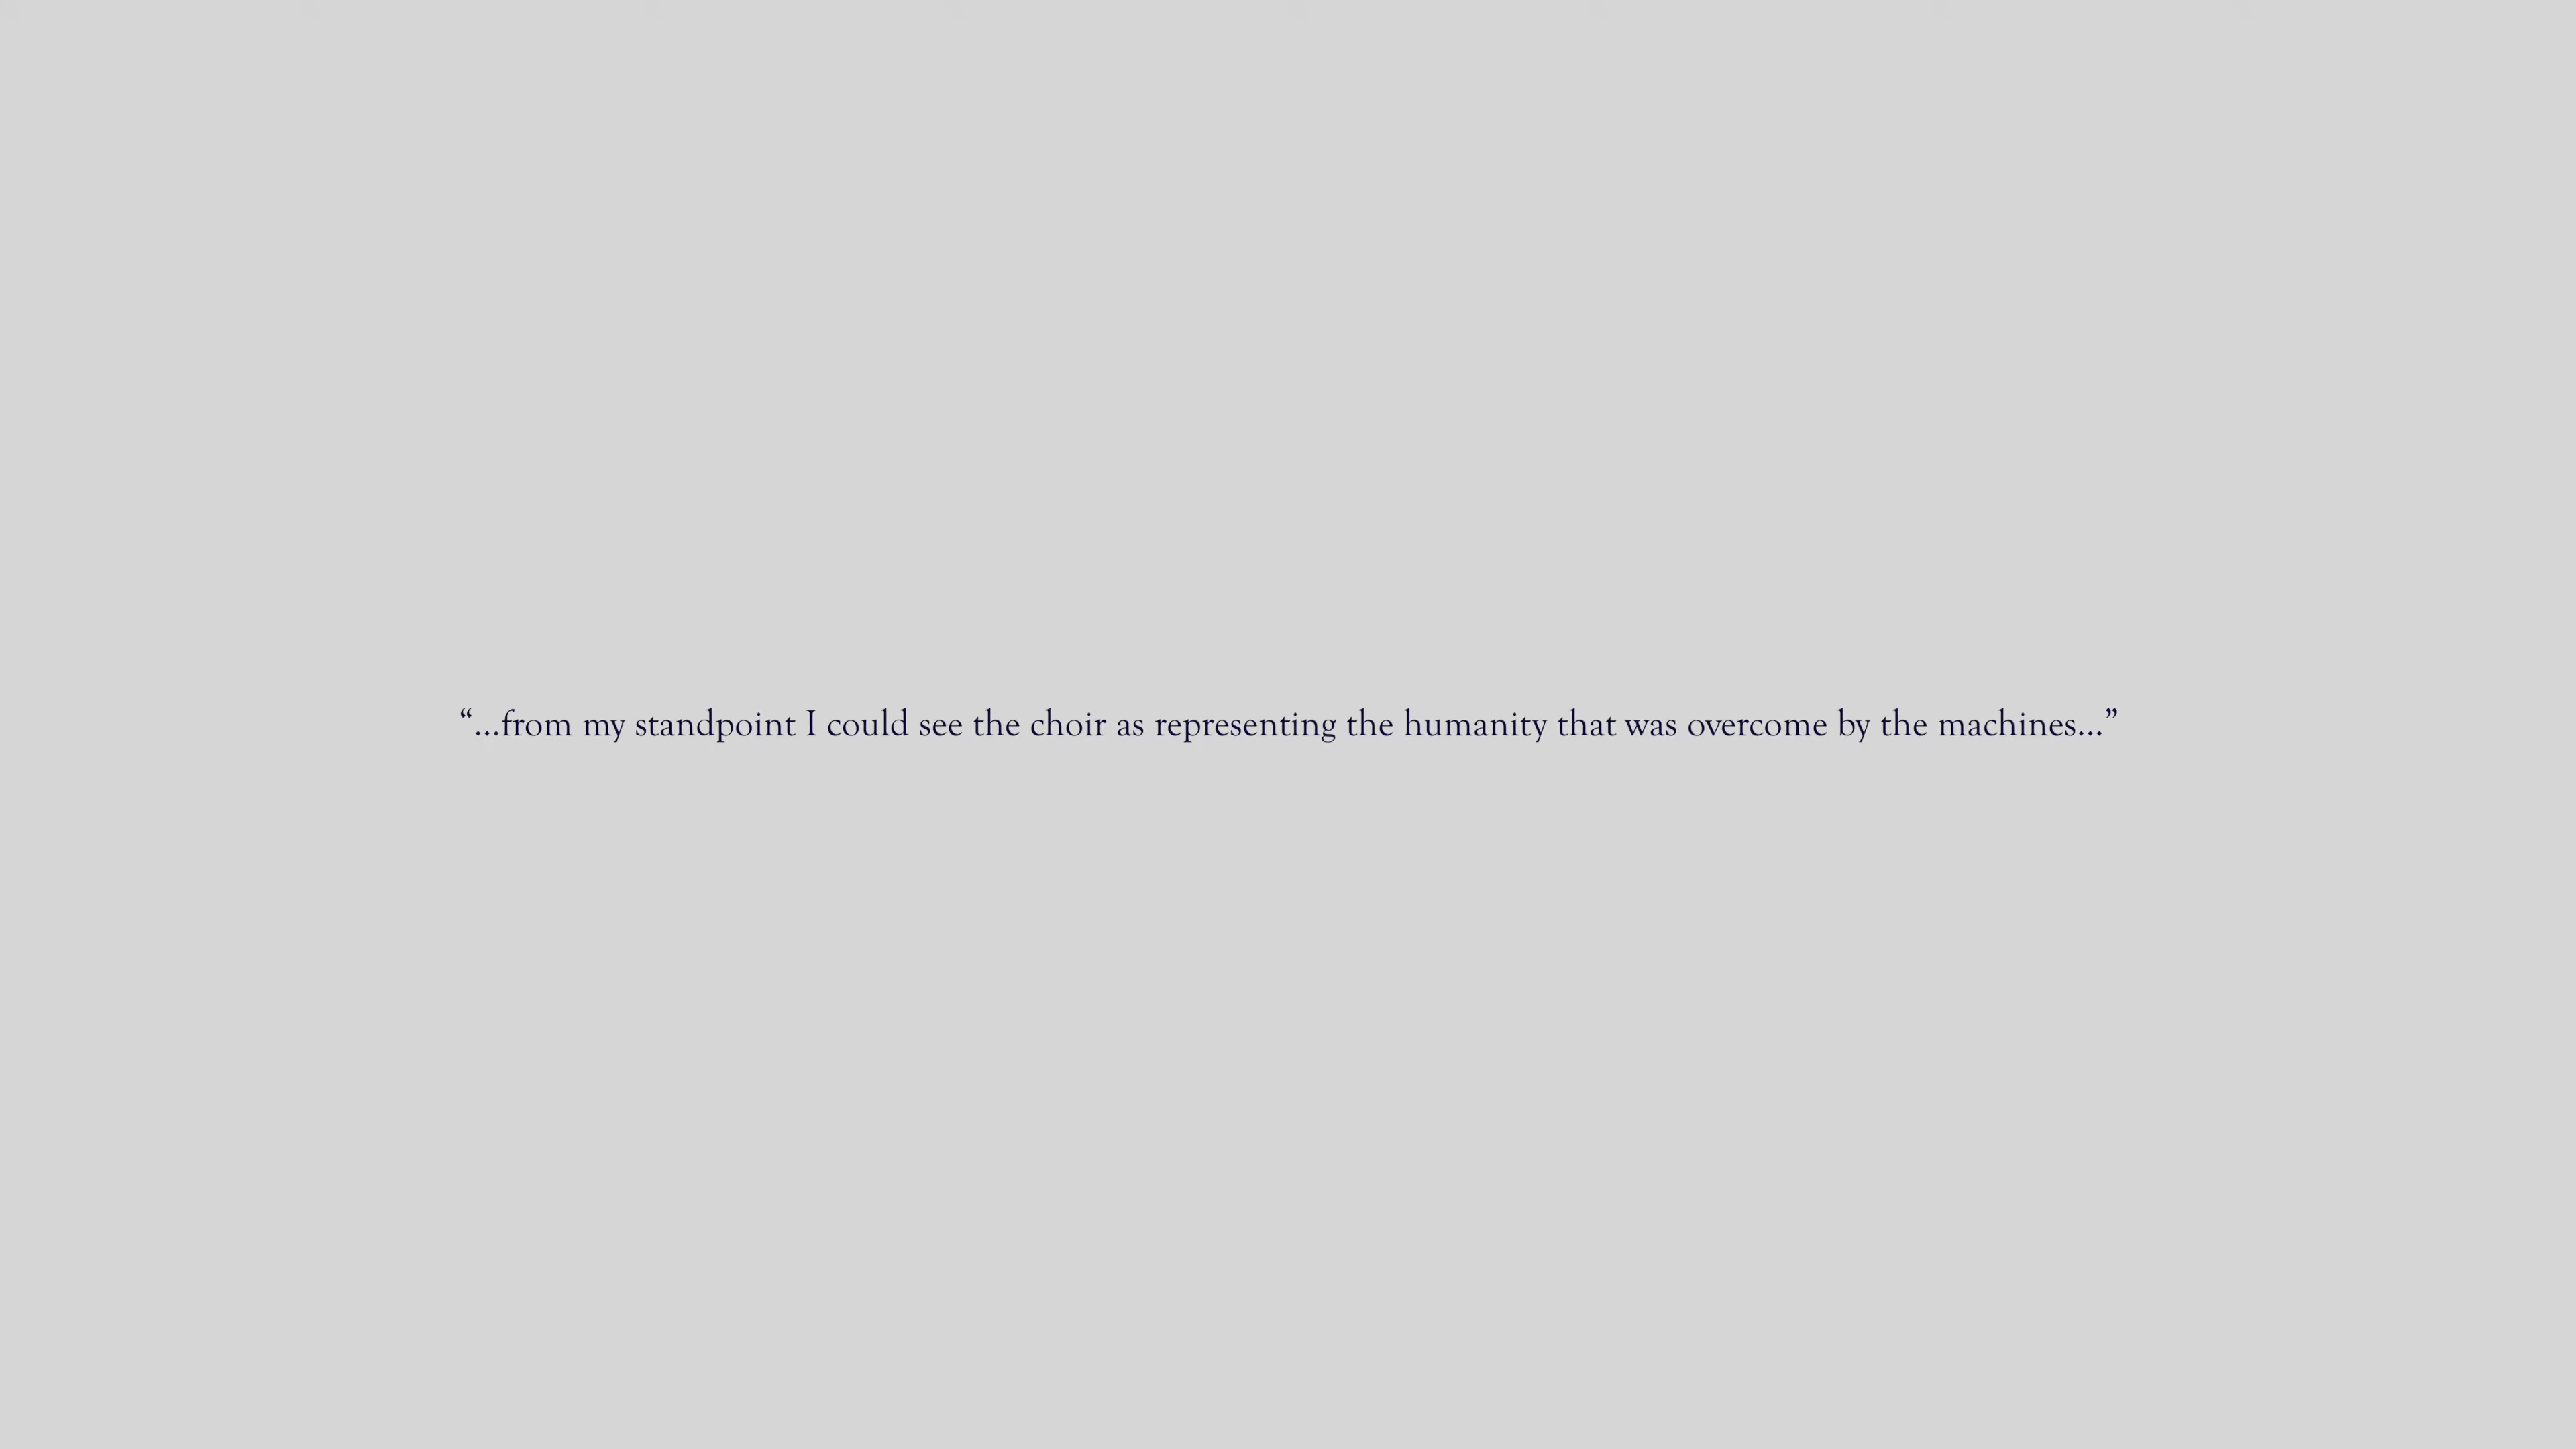 “...from my standpoint I could see the choir as representing the humanity that was overcome by the machines...”